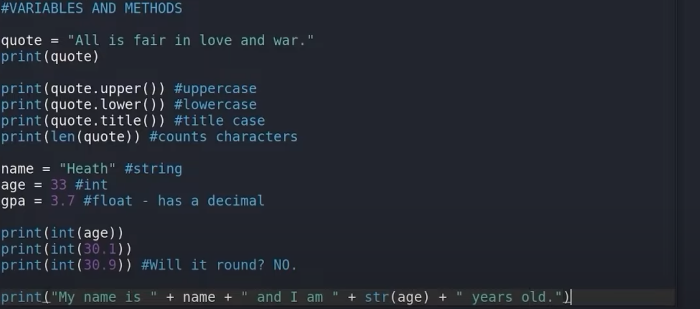 #VARIABLES AND METHODS
quote = "All is fair in love and war."
print(quote)
print(quote.upper()) #uppercase
print(quote.lower()) #lowercase
print(quote.title()) #title case
print(len(quote)) #counts characters
name = "Heath" #string
age = 33 #int
gpa = 3.7 #float - has a decimal
print(int(age))
print(int(30.1))
print(int(30.9)) #Will it round? NO.
print("My name is " + name + " and I am " + str(age) + " years old.")